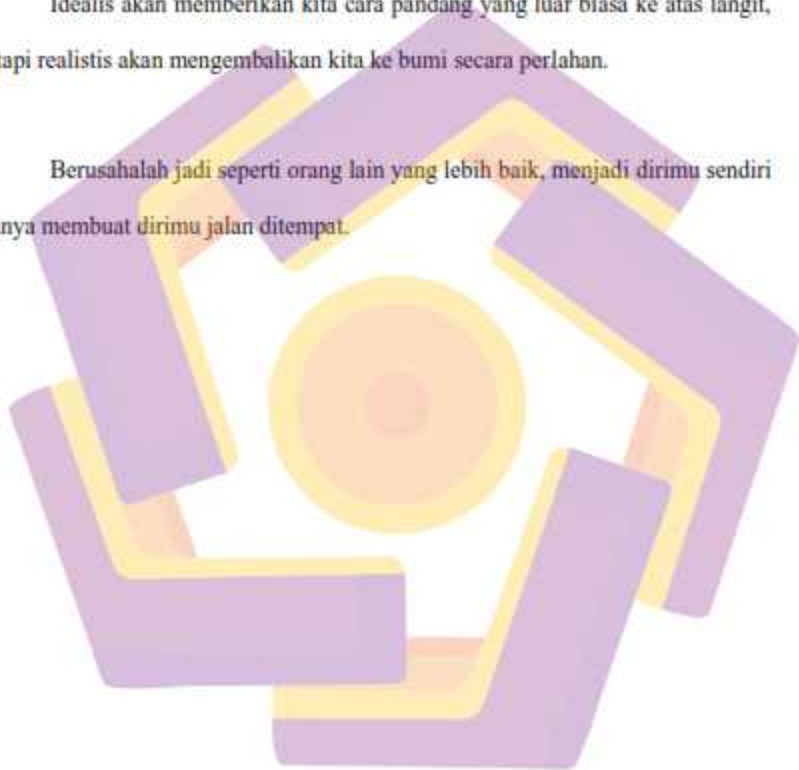 Idealis akan memberikan kita cara pandang yang luar biasa ke atas langit,
tapi realistis akan mengembalikan kita ke bumi secara perlahan.
Berusahalah jadi seperti orang lain yang lebih baik, menjadi dirimu sendiri
nya membuat dirimu jalan ditempat.